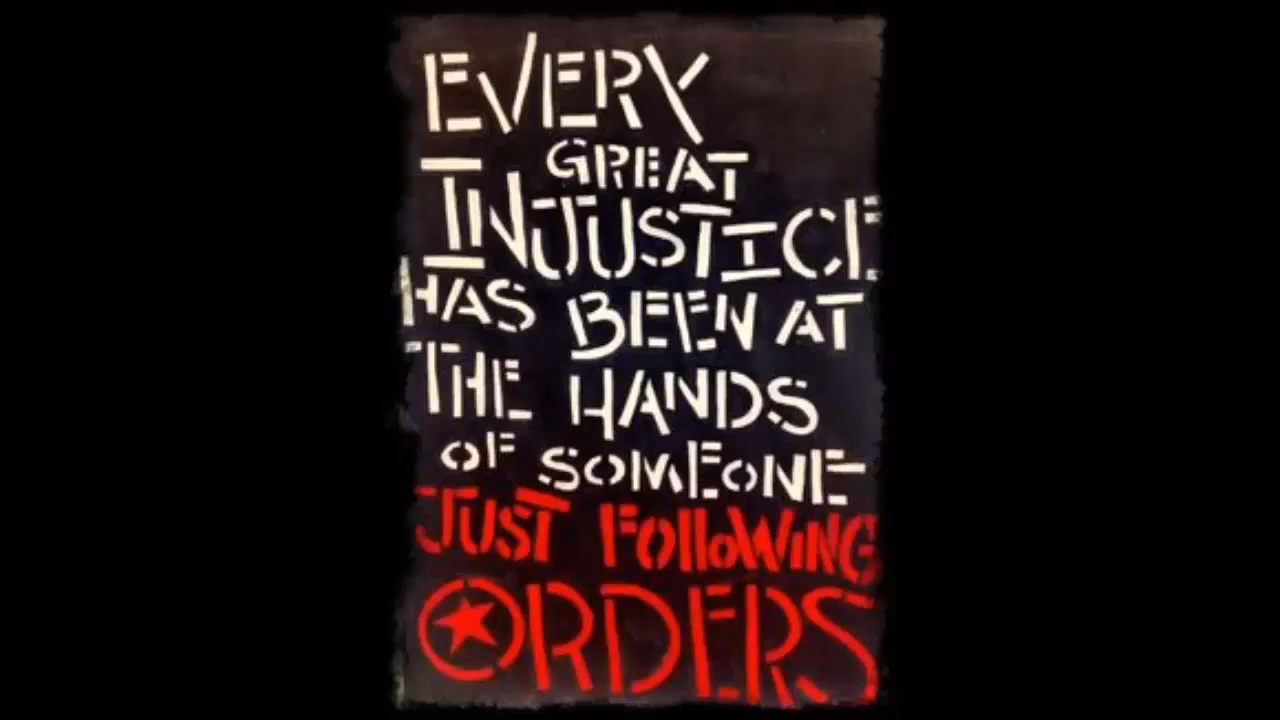 EVERY
GREAT
INJUSTICE
HAS BEEN AT
THE HANDS
OF SOMEONE
JUST FOLLOWING
ORDERS